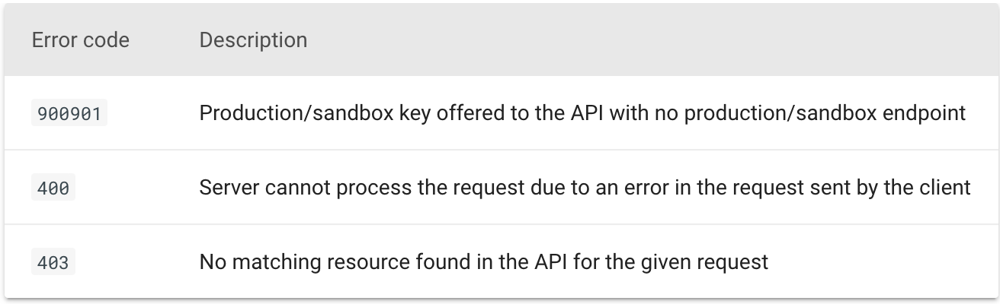 Error code Description
900901 Production/sandbox key offered to the API with no production/sandbox endpoint
400 Server cannot process the request due to an error in the request sent by the client
403 No matching resource found in the API for the given request